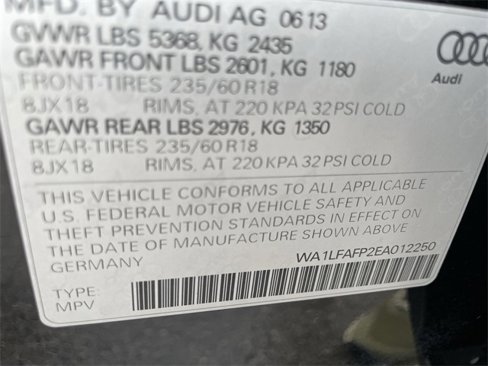 MFD. BY AUDI AG 06 13
GVWR LBS 5368, KG 2435
GAWR FRONT LBS 2601, KG 1180
FRONT-TIRES 235/60 R18
8JX18 RIMS, AT 220 KPA 32 PSI COLD
GAWR REAR LBS 2976, KG 1350
REAR-TIRES 235/60 R18
8JX18 RIMS, AT 220 KPA 32 PSI COLD
Audi
THIS VEHICLE CONFORMS TO ALL APPLICABLE
U.S. FEDERAL MOTOR VEHICLE SAFETY AND
THEFT PREVENTION STANDARDS IN EFFECT ON
THE DATE OF MANUFACTURE SHOWN ABOVE.
GERMANY
WA1LFAFP2EA012250
TYPE:
MPV